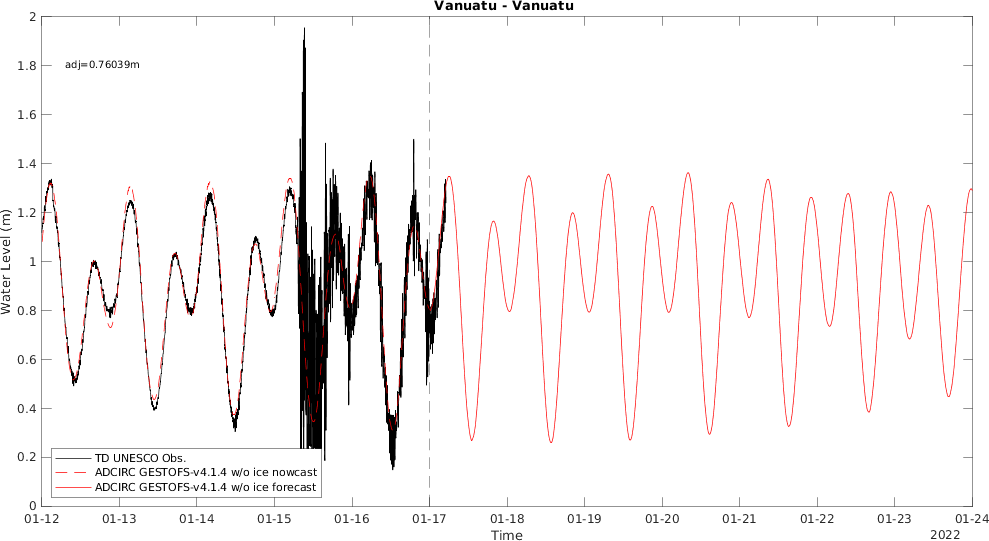 Vanuatu - Vanuatu
adj=0.76039m
Water Level (m)
2
1.8
1.6
1.4
1.2
1
0.8
0.6
0.4
0.2
0
TD UNESCO Obs.
ADCIRC GESTOFS-v4.1.4 w/o ice nowcast
ADCIRC GESTOFS-v4.1.4 w/o ice forecast
01-12 01-13 01-14 01-15 01-16 01-17 01-18 01-19 01-20 01-21 01-22 01-23 01-24
Time
2022